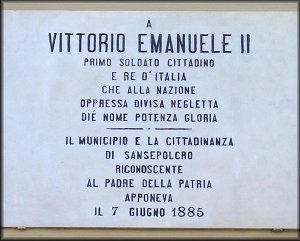 A
VITTORIO EMANUELE II
PRIMO SOLDATO CITTADINO
E RE D'ITALIA
CHE ALLA NAZIONE
OPPRESSA DIVISA NEGLETTA
DIÉ NOME POTENZA GLORIA
IL MUNICIPIO E LA CITTADINANZA
DI SANSEPOLCRO
RICONOSCENTE
AL PADRE DELLA PATRIA
APPONEVA
IL 7 GIUGNO 1885